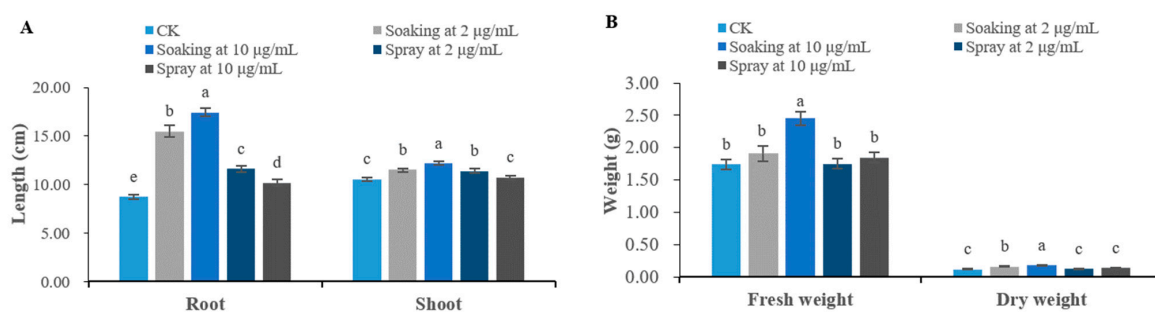 A
CK
Soaking at 2 µg/mL
Soaking at 10 µg/mL
Spray at 2 µg/mL
Spray at 10 µg/mL
20.00
15.00
10.00
5.00
0.00
Length (cm)
e b a c d
c b a b c
Root
Shoot
B
CK
Soaking at 2 µg/mL
Soaking at 10 µg/mL
Spray at 2 µg/mL
Spray at 10 µg/mL
3.00
2.50
2.00
1.50
1.00
0.50
0.00
Weight (g)
b b a b b
c b a c c
Fresh weight
Dry weight